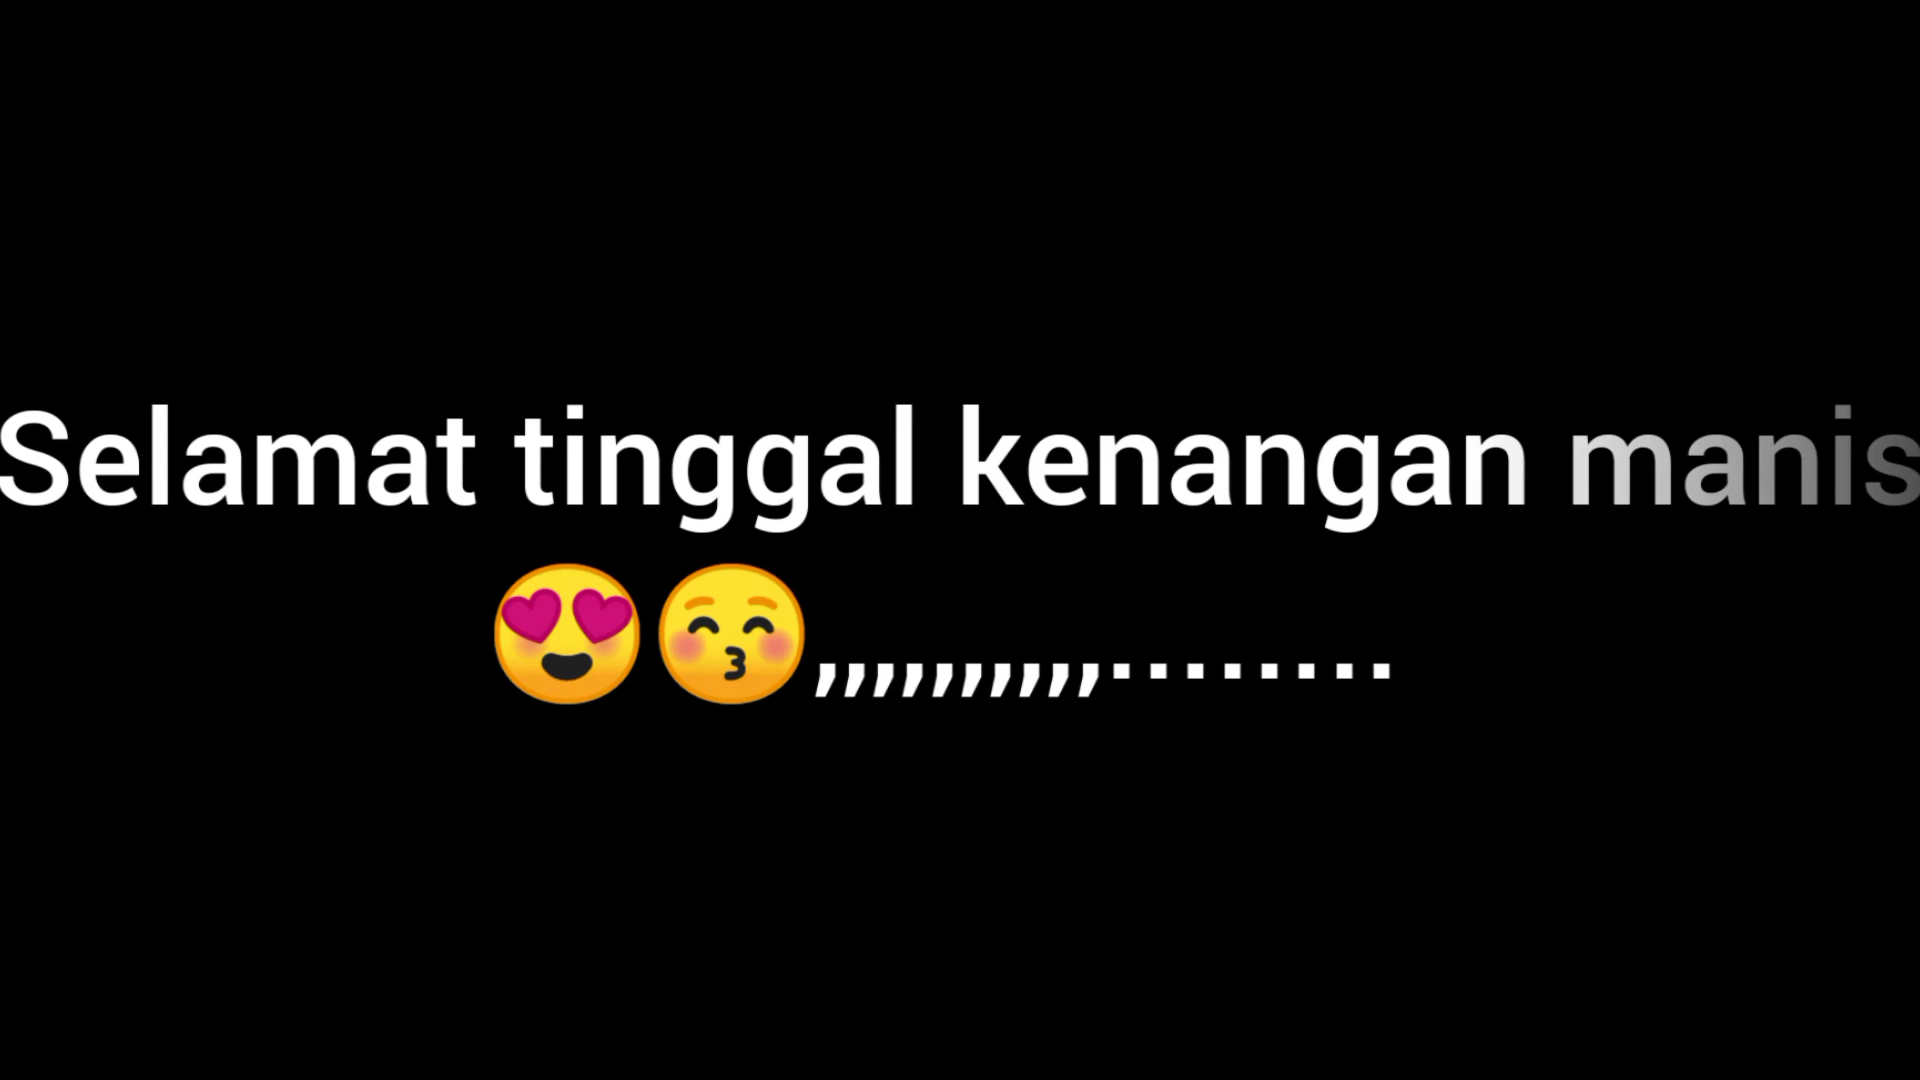 Selamat tinggal kenangan manis
😍😚,,,,,,,,,,........